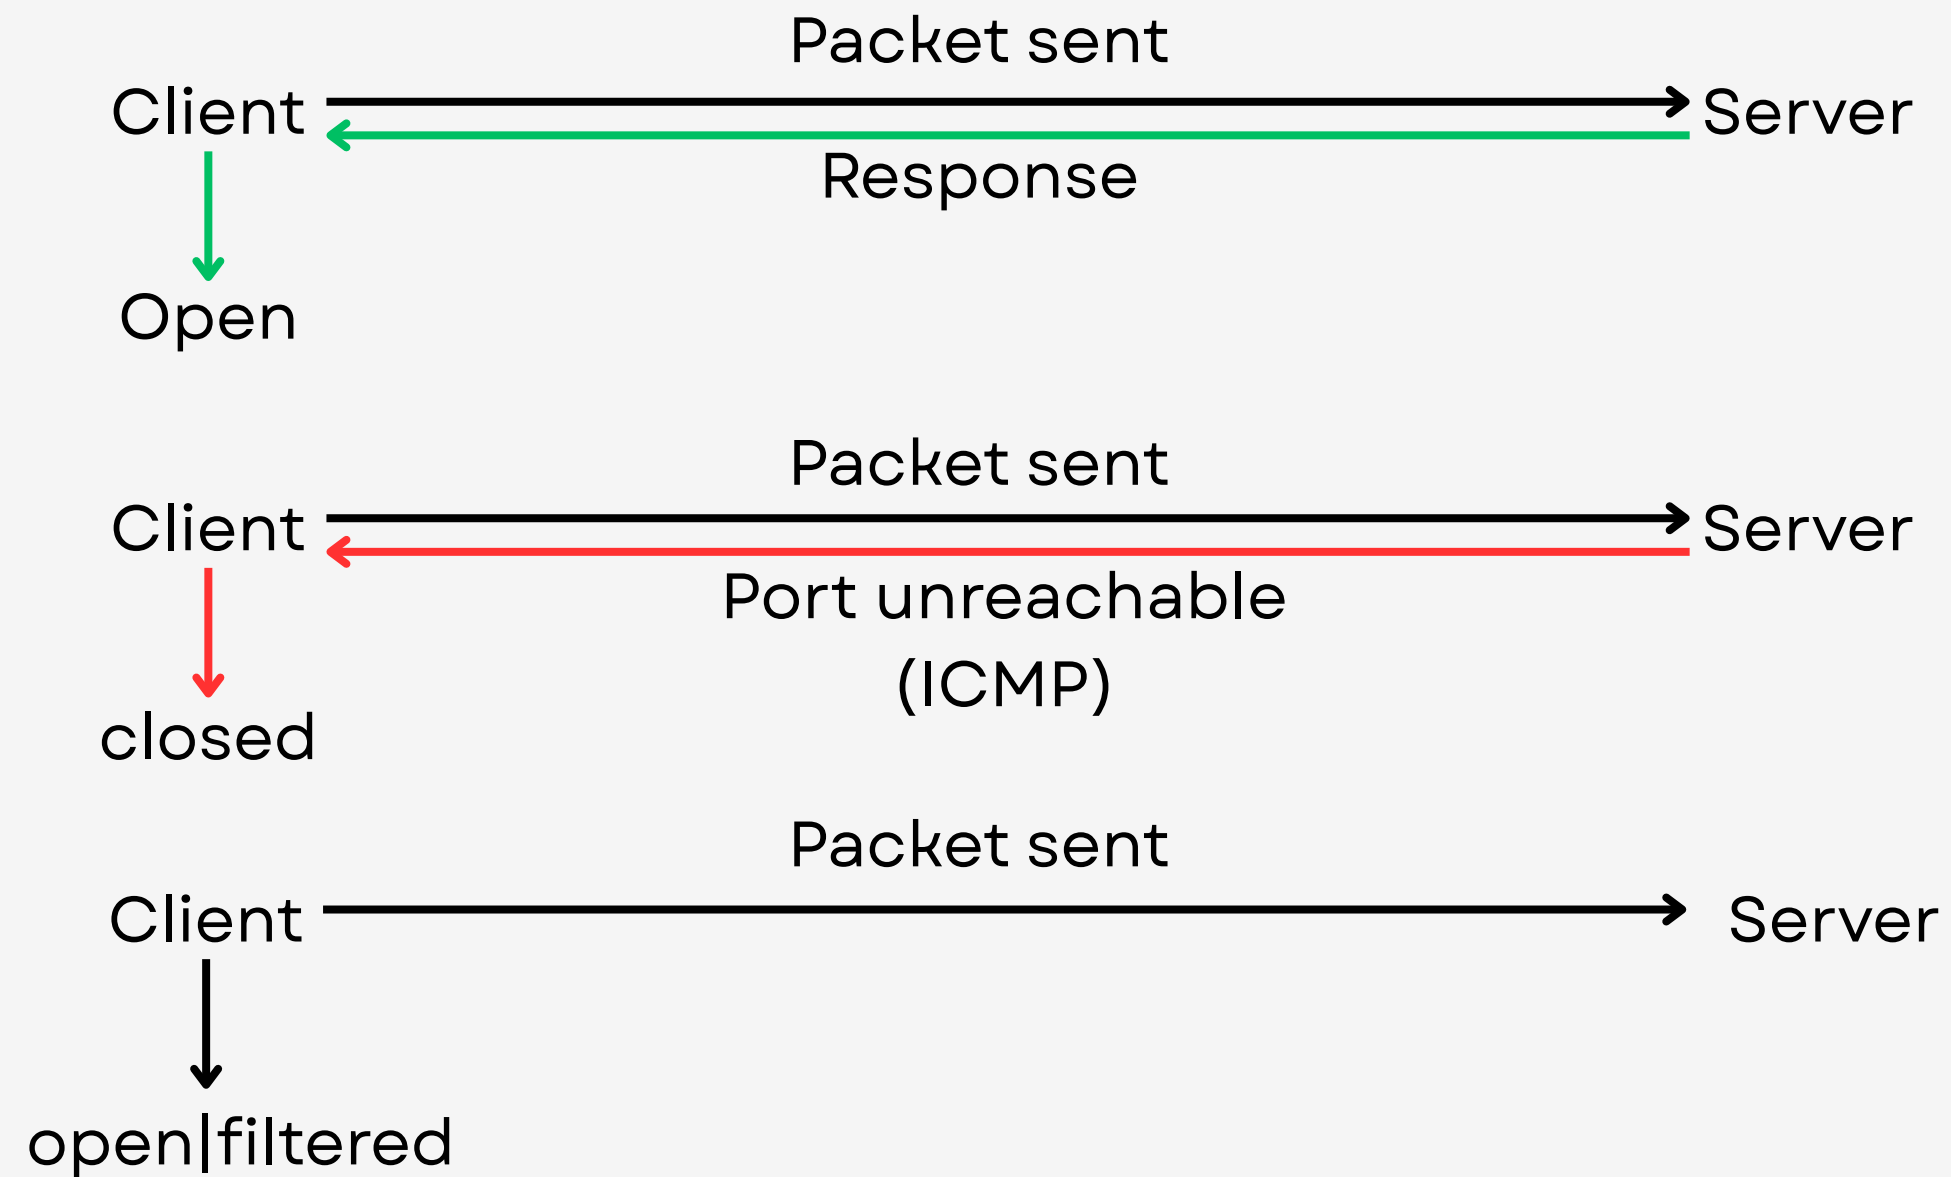 Packet sent
Client
Server
Response
Open
Packet sent
Client
Server
Port unreachable
(ICMP)
closed
Packet sent
Client
Server
open|filtered